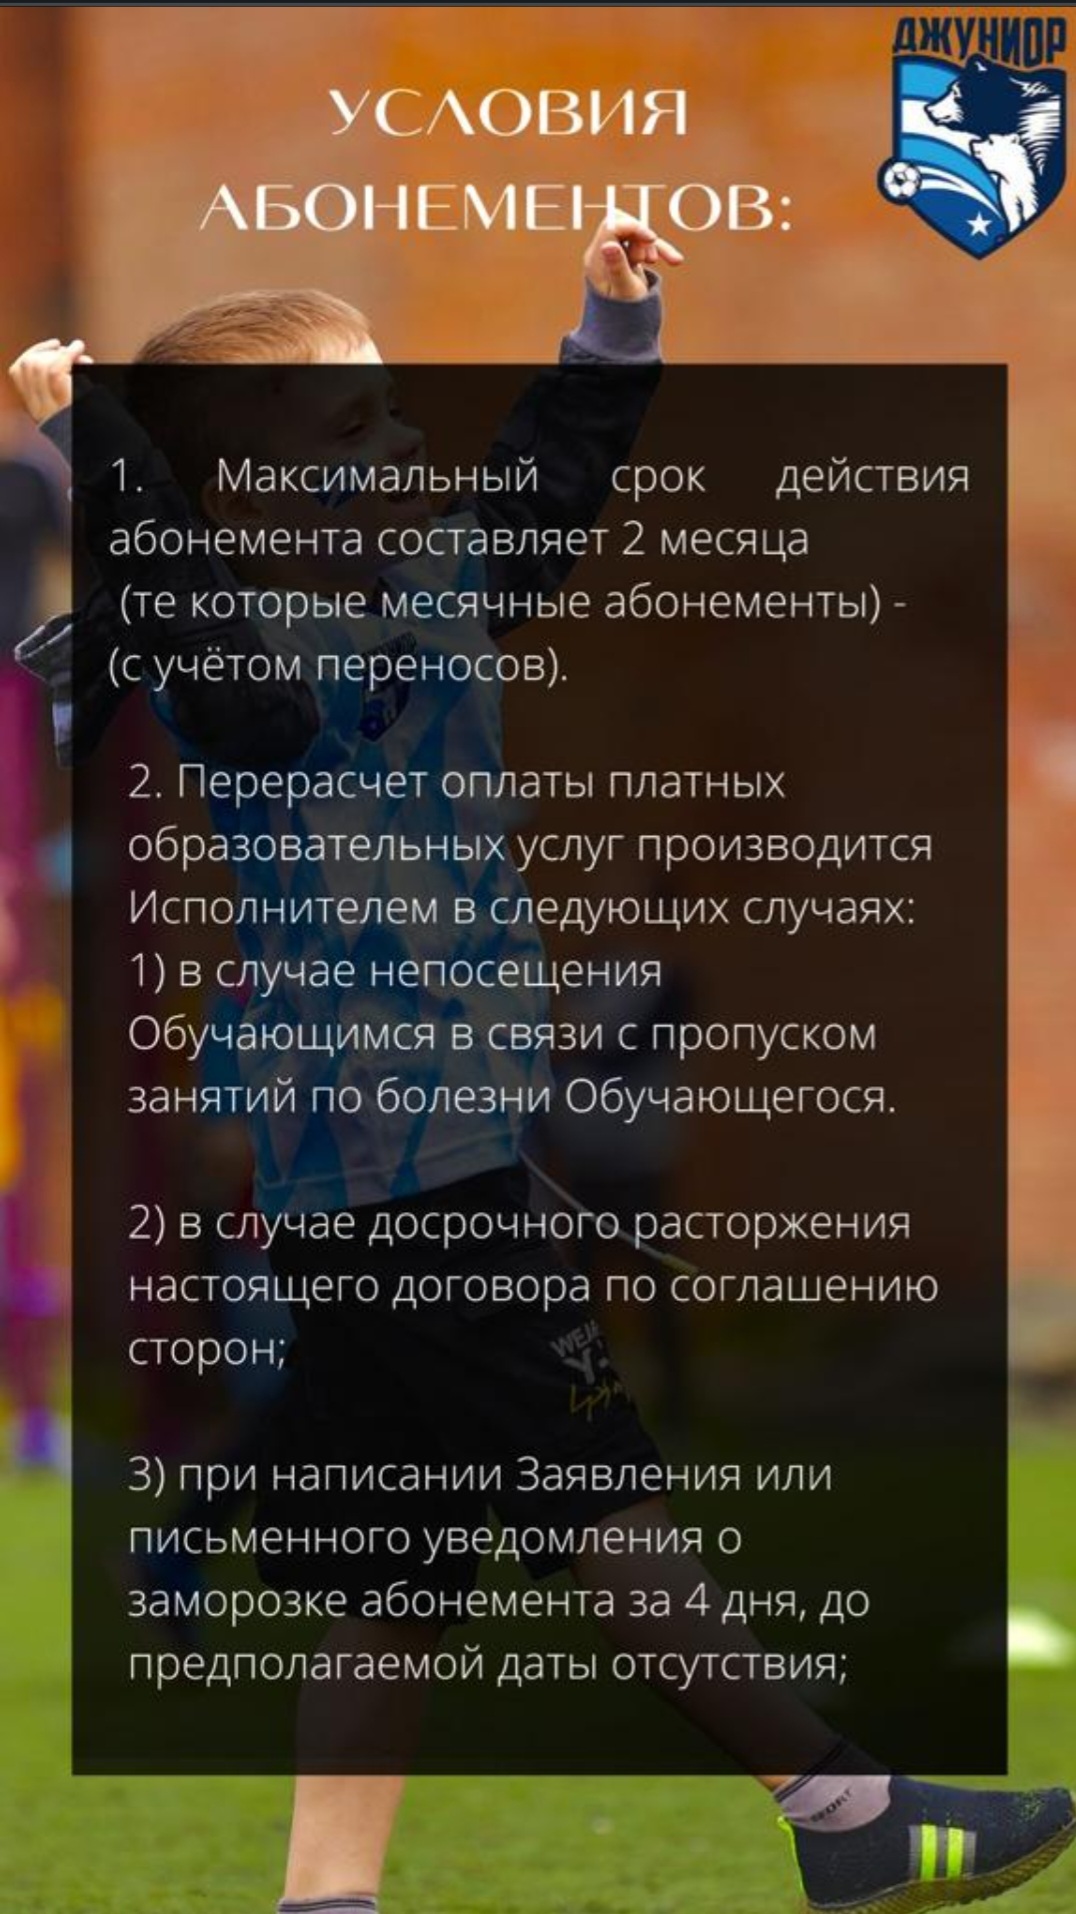 ДЖУНИОР
УСЛОВИЯ
АБОНЕМЕНТОВ:
1. Максимальный срок действия
абонемента составляет 2 месяца
(те которые месячные абонементы) -
(с учётом переносов).
2. Перерасчет оплаты платных
образовательных услуг производится
Исполнителем в следующих случаях:
1) в случае непосещения
Обучающимся в связи с пропуском
занятий по болезни Обучающегося.
2) в случае досрочного расторжения
настоящего договора по соглашению
сторон;
3) при написании Заявления или
письменного уведомления о
заморозке абонемента за 4 дня, до
предполагаемой даты отсутствия;
SPORT